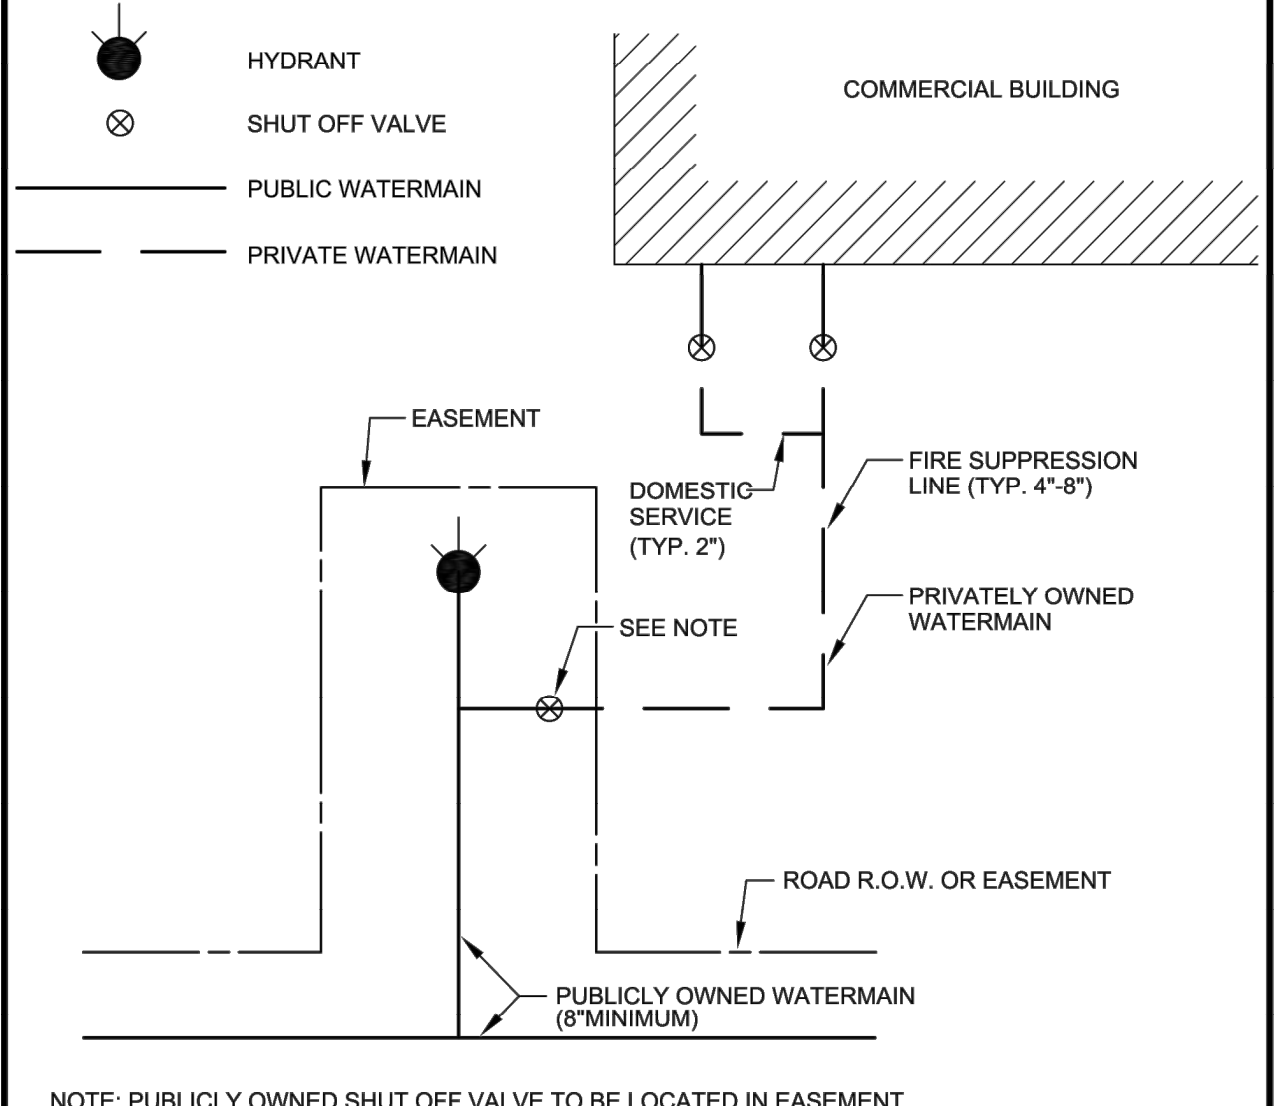 HYDRANT
SHUT OFF VALVE
PUBLIC WATERMAIN
PRIVATE WATERMAIN
COMMERCIAL BUILDING
EASEMENT
DOMESTIC
SERVICE
(TYP. 2")
FIRE SUPPRESSION
LINE (TYP. 4"-8")
PRIVATELY OWNED
WATERMAIN
SEE NOTE
ROAD R.O.W. OR EASEMENT
PUBLICLY OWNED WATERMAIN
(8"MINIMUM)
NOTE: PUBLICLY OWNED SHUT OFF VALVE TO BE LOCATED IN EASEMENT